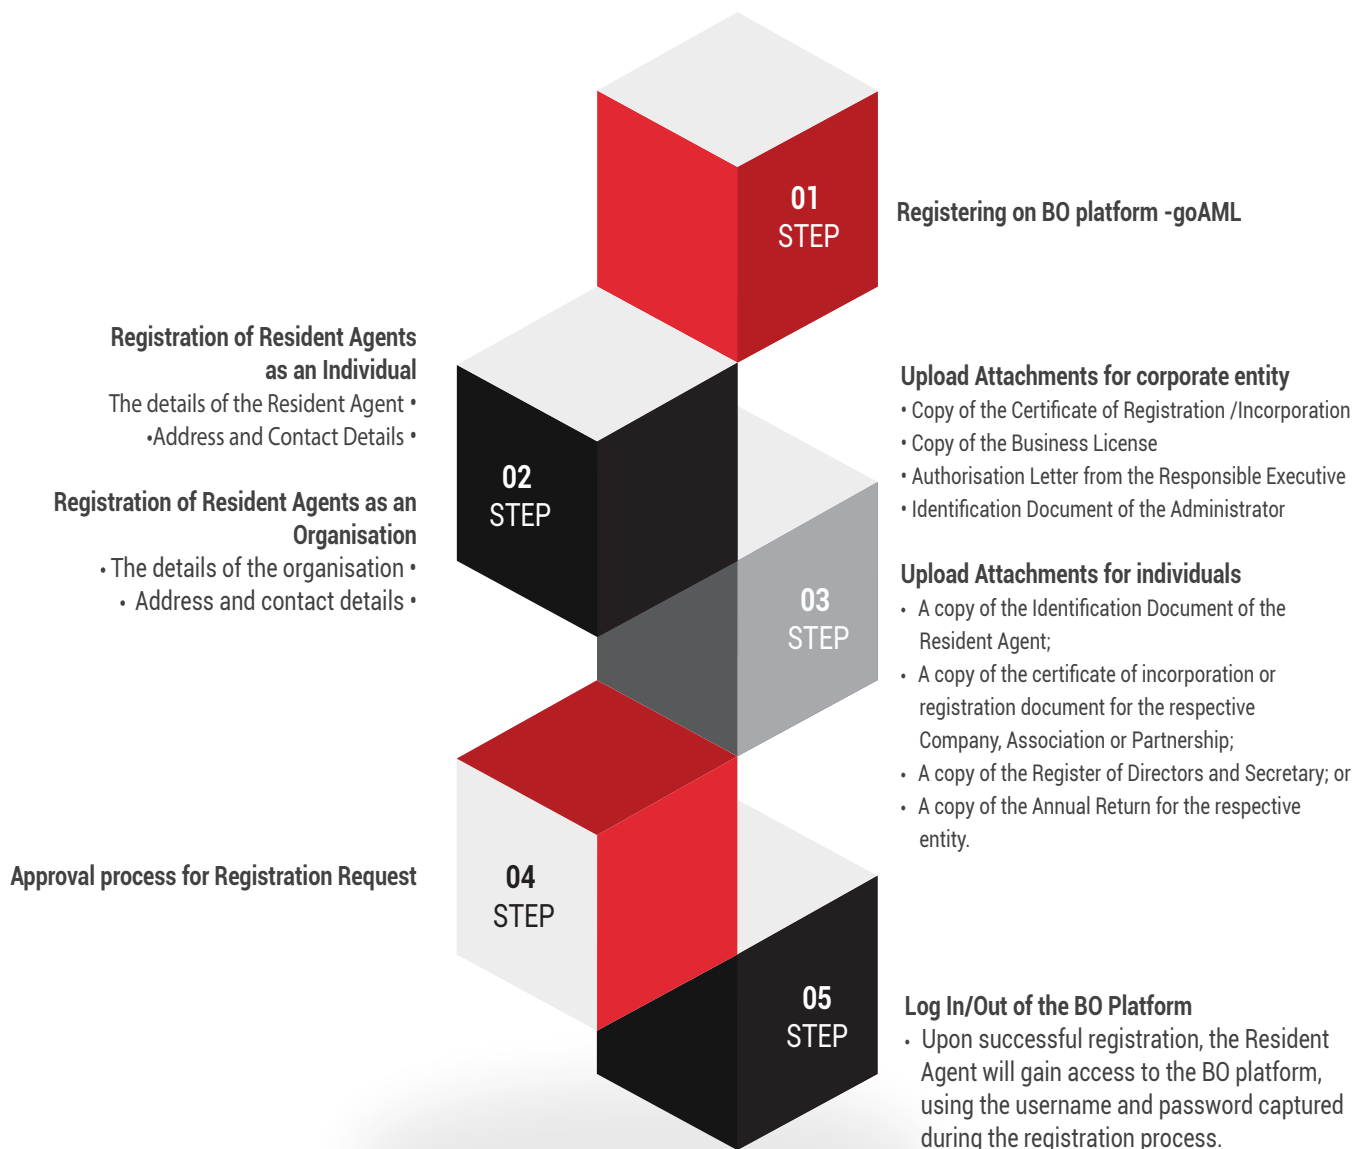 01
STEP
Registering on BO platform -goAML
Registration of Resident Agents
as an Individual
The details of the Resident Agent •
•Address and Contact Details •
Registration of Resident Agents as an
Organisation
• The details of the organisation •
• Address and contact details •
02
STEP
Upload Attachments for corporate entity
• Copy of the Certificate of Registration /Incorporation
• Copy of the Business License
• Authorisation Letter from the Responsible Executive
• Identification Document of the Administrator
Upload Attachments for individuals
• A copy of the Identification Document of the
Resident Agent;
• A copy of the certificate of incorporation or
registration document for the respective
Company, Association or Partnership;
• A copy of the Register of Directors and Secretary; or
• A copy of the Annual Return for the respective
entity.
03
STEP
Approval process for Registration Request
04
STEP
05
STEP
Log In/Out of the BO Platform
• Upon successful registration, the Resident
Agent will gain access to the BO platform,
using the username and password captured
during the registration process.